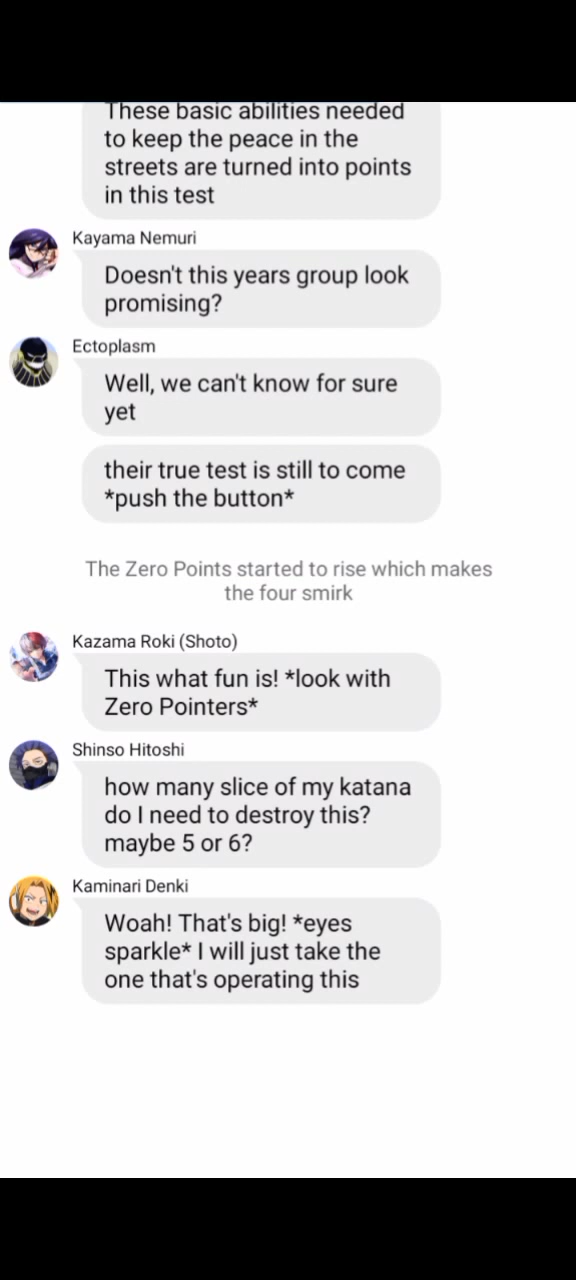 These basic abilities needed
to keep the peace in the
streets are turned into points
in this test
Kayama Nemuri
Doesn't this years group look
promising?
Ectoplasm
Well, we can't know for sure
yet
their true test is still to come
*push the button*
The Zero Points started to rise which makes
the four smirk
Kazama Roki (Shoto)
This what fun is! *look with
Zero Pointers*
Shinso Hitoshi
how many slice of my katana
do I need to destroy this?
maybe 5 or 6?
Kaminari Denki
Woah! That's big! *eyes
sparkle* I will just take the
one that's operating this